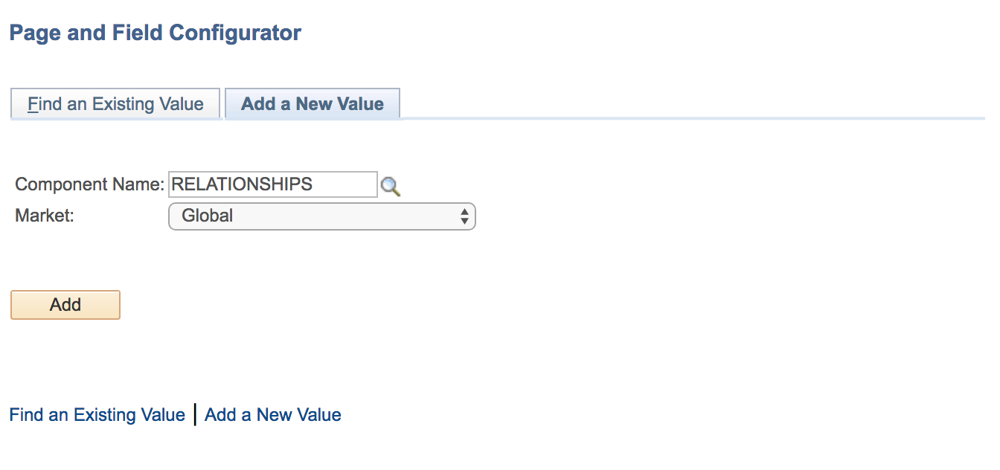 Page and Field Configurator
Find an Existing Value
Add a New Value
Component Name: RELATIONSHIPS
Market: Global
Add
Find an Existing Value | Add a New Value